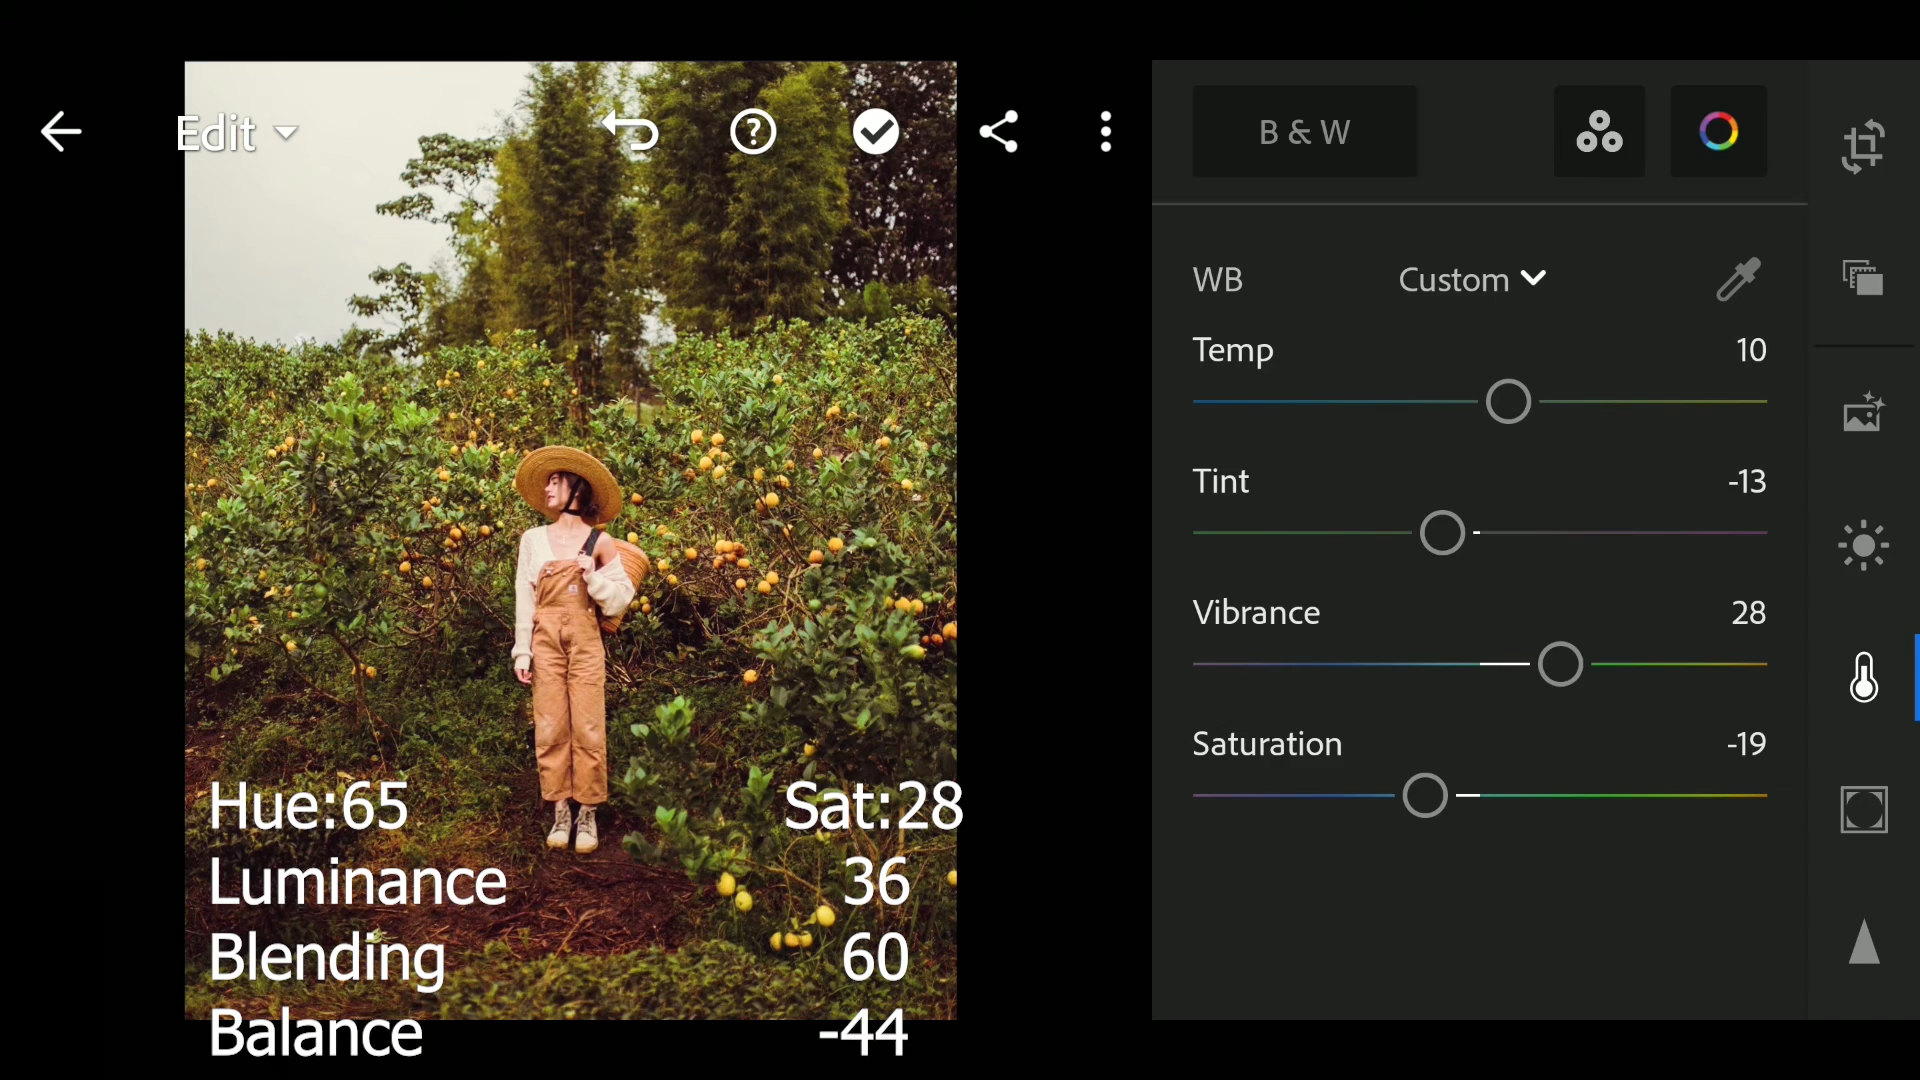 Edit
B & W
WB Custom
Temp 10
Tint -13
Vibrance 28
Saturation -19
Hue:65 Sat:28
Luminance 36
Blending 60
Balance -44